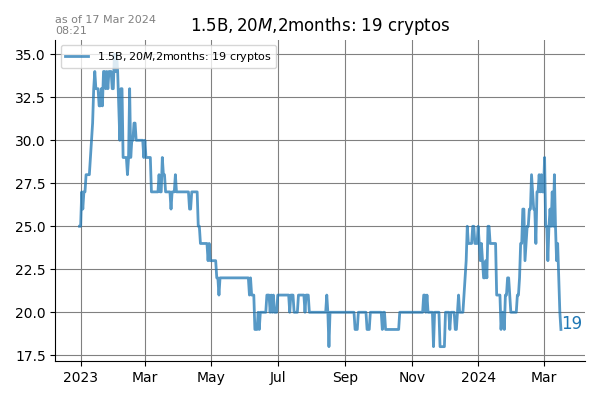 as of 17 Mar 2024
08:21
1.5B, 20M,2months: 19 cryptos
1.5B, 20M,2months: 19 cryptos
35.0
32.5
30.0
27.5
25.0
22.5
20.0
17.5
19
2023 Mar May Jul Sep Nov 2024 Mar